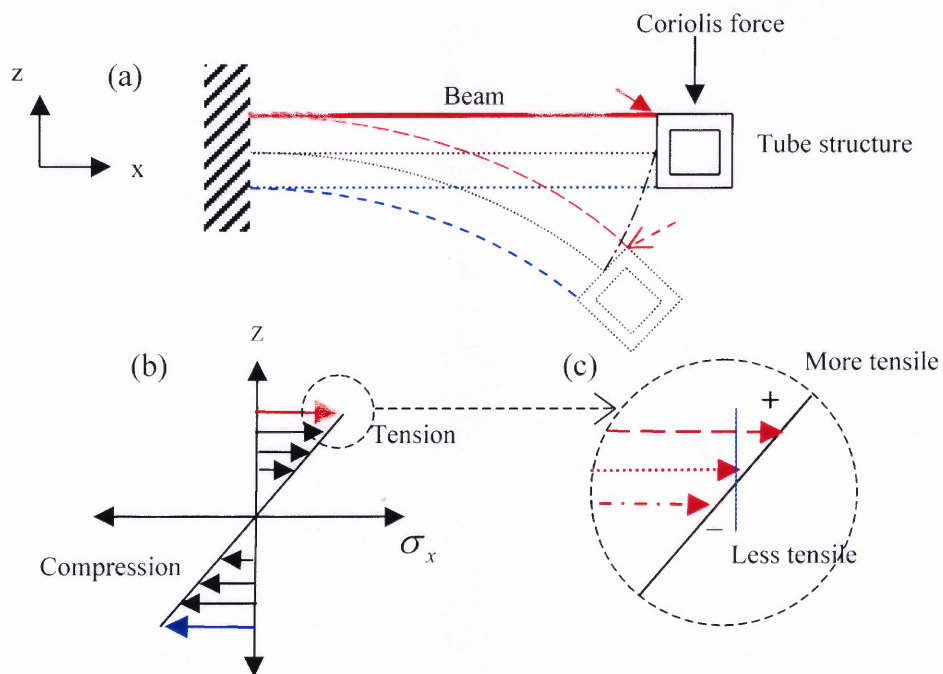 Coriolis force
(a)
z
x
Beam
Tube structure
(b)
z
Tension
Compression
σx
(c)
More tensile
+
−
Less tensile